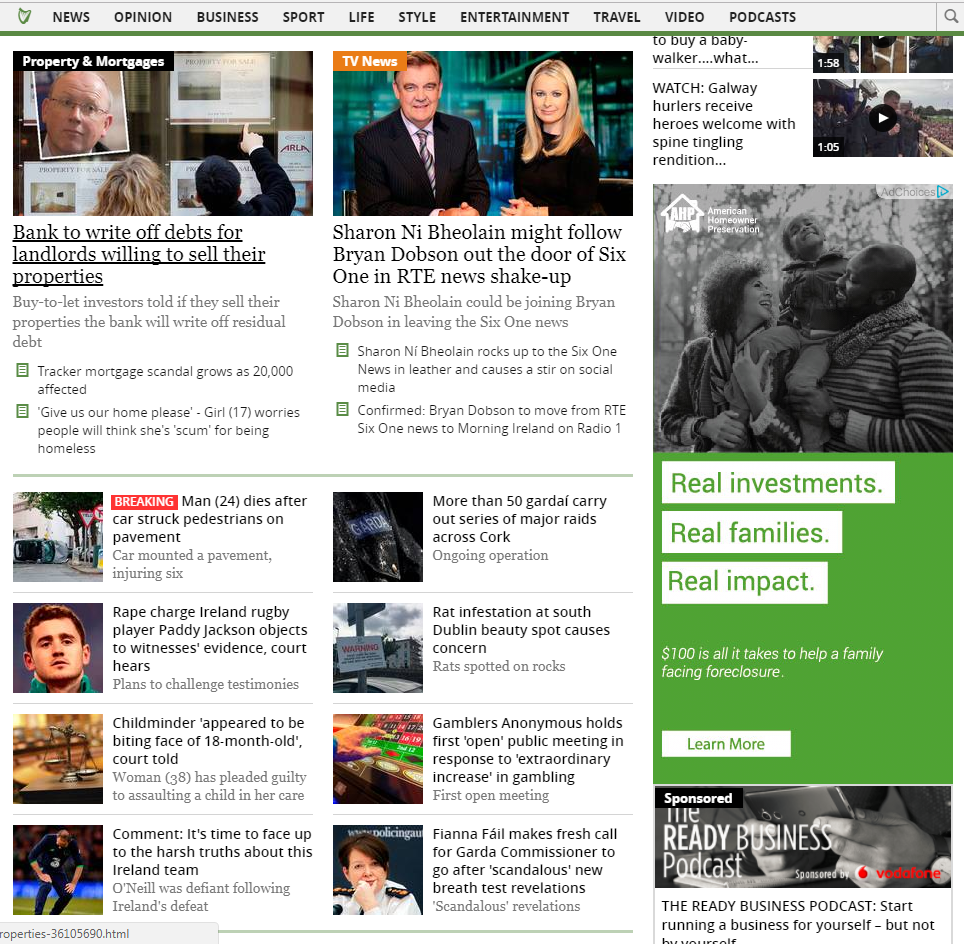 NEWS OPINION BUSINESS SPORT LIFE STYLE ENTERTAINMENT TRAVEL VIDEO PODCASTS
Property & Mortgages
PROPERTY FOR SALE
ARLA
PROPERTY FOR SALE
Bank to write off debts for
landlords willing to sell their
properties
Buy-to-let investors told if they sell their
properties the bank will write off residual
debt
Tracker mortgage scandal grows as 20,000
affected
'Give us our home please' - Girl (17) worries
people will think she's 'scum' for being
homeless
TV News
Sharon Ni Bheolain might follow
Bryan Dobson out the door of Six
One in RTE news shake-up
Sharon Ni Bheolain could be joining Bryan
Dobson in leaving the Six One news
Sharon Ní Bheolain rocks up to the Six One
News in leather and causes a stir on social
media
Confirmed: Bryan Dobson to move from RTE
Six One news to Morning Ireland on Radio 1
BREAKING Man (24) dies after
car struck pedestrians on
pavement
Car mounted a pavement,
injuring six
More than 50 gardaí carry
out series of major raids
across Cork
Ongoing operation
GARDA
Rape charge Ireland rugby
player Paddy Jackson objects
to witnesses' evidence, court
hears
Plans to challenge testimonies
WARNING
Rat infestation at south
Dublin beauty spot causes
concern
Rats spotted on rocks
Childminder 'appeared to be
biting face of 18-month-old',
court told
Woman (38) has pleaded guilty
to assaulting a child in her care
Gamblers Anonymous holds
first 'open' public meeting in
response to 'extraordinary
increase' in gambling
First open meeting
Comment: It's time to face up
to the harsh truths about this
Ireland team
O'Neill was defiant following
Ireland's defeat
www.policingau
Fianna Fáil makes fresh call
for Garda Commissioner to
go after 'scandalous' new
breath test revelations
'Scandalous' revelations
roperties-36105690.html
to buy a baby-
walker....what...
1:58
WATCH: Galway
hurlers receive
heroes welcome with
spine tingling
rendition...
1:05
AdChoices
AHP American
Homeowner
Preservation
Real investments.
Real families.
Real impact.
$100 is all it takes to help a family
facing foreclosure.
Learn More
Sponsored
The
READY BUSINESS
Podcast
Sponsored by vodafone
THE READY BUSINESS PODCAST: Start
running a business for yourself – but not
by yourself